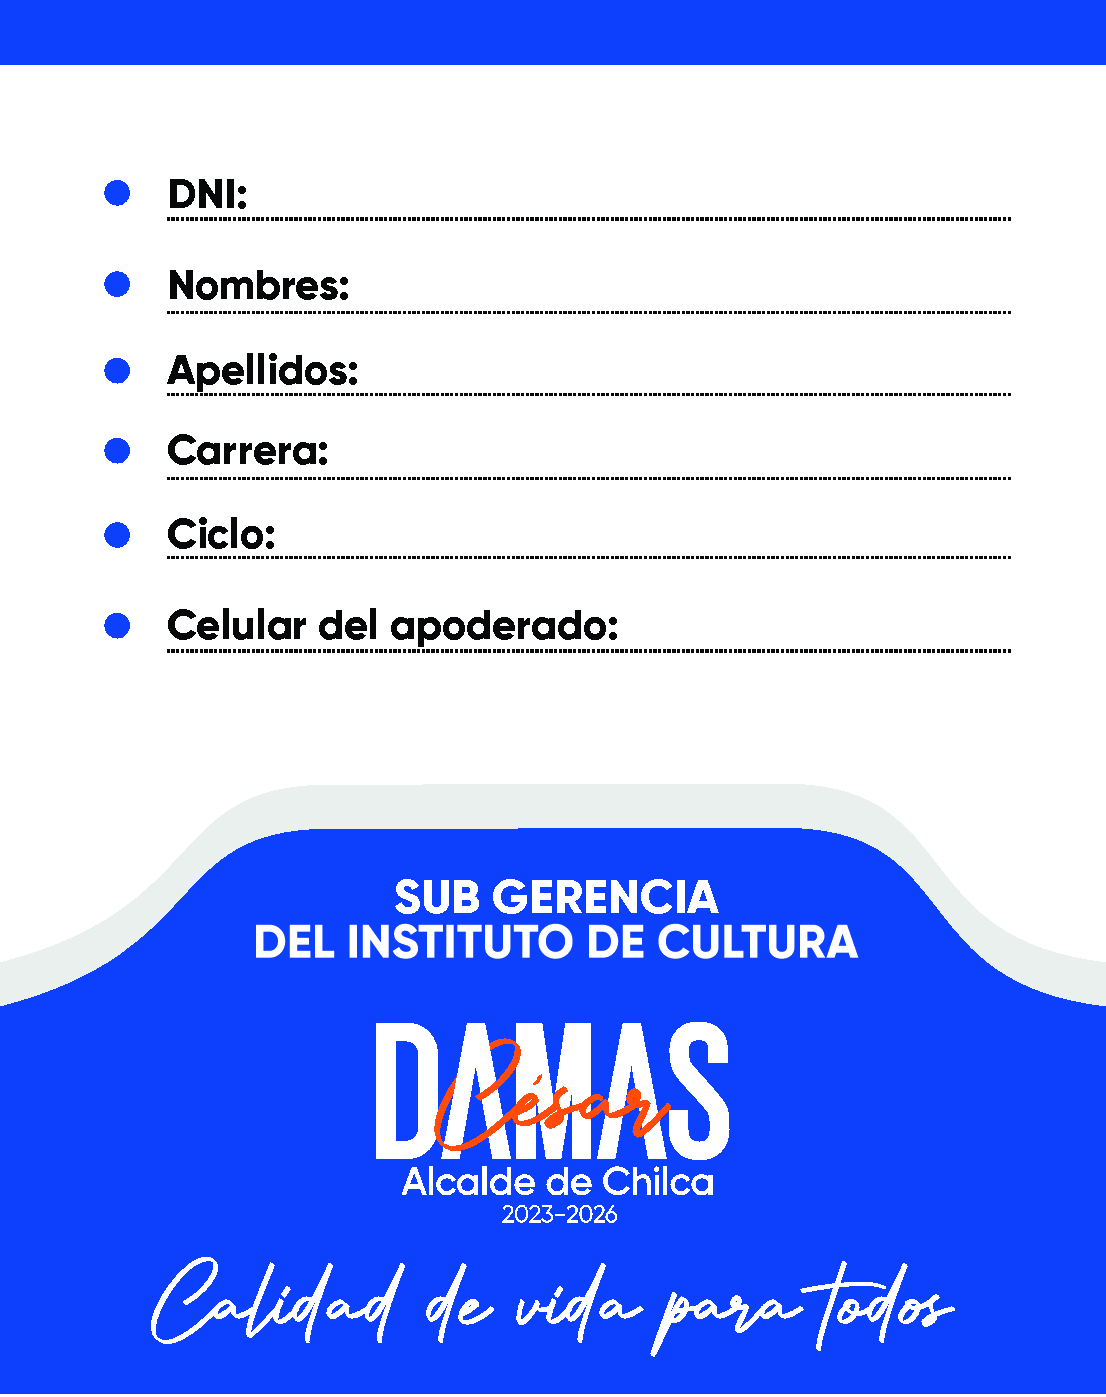 DNI:
Nombres:
Apellidos:
Carrera:
Ciclo:
Celular del apoderado:
SUB GERENCIA
DEL INSTITUTO DE CULTURA
DAMAS
César
Alcalde de Chilca
2023-2026
Calidad de vida para todos